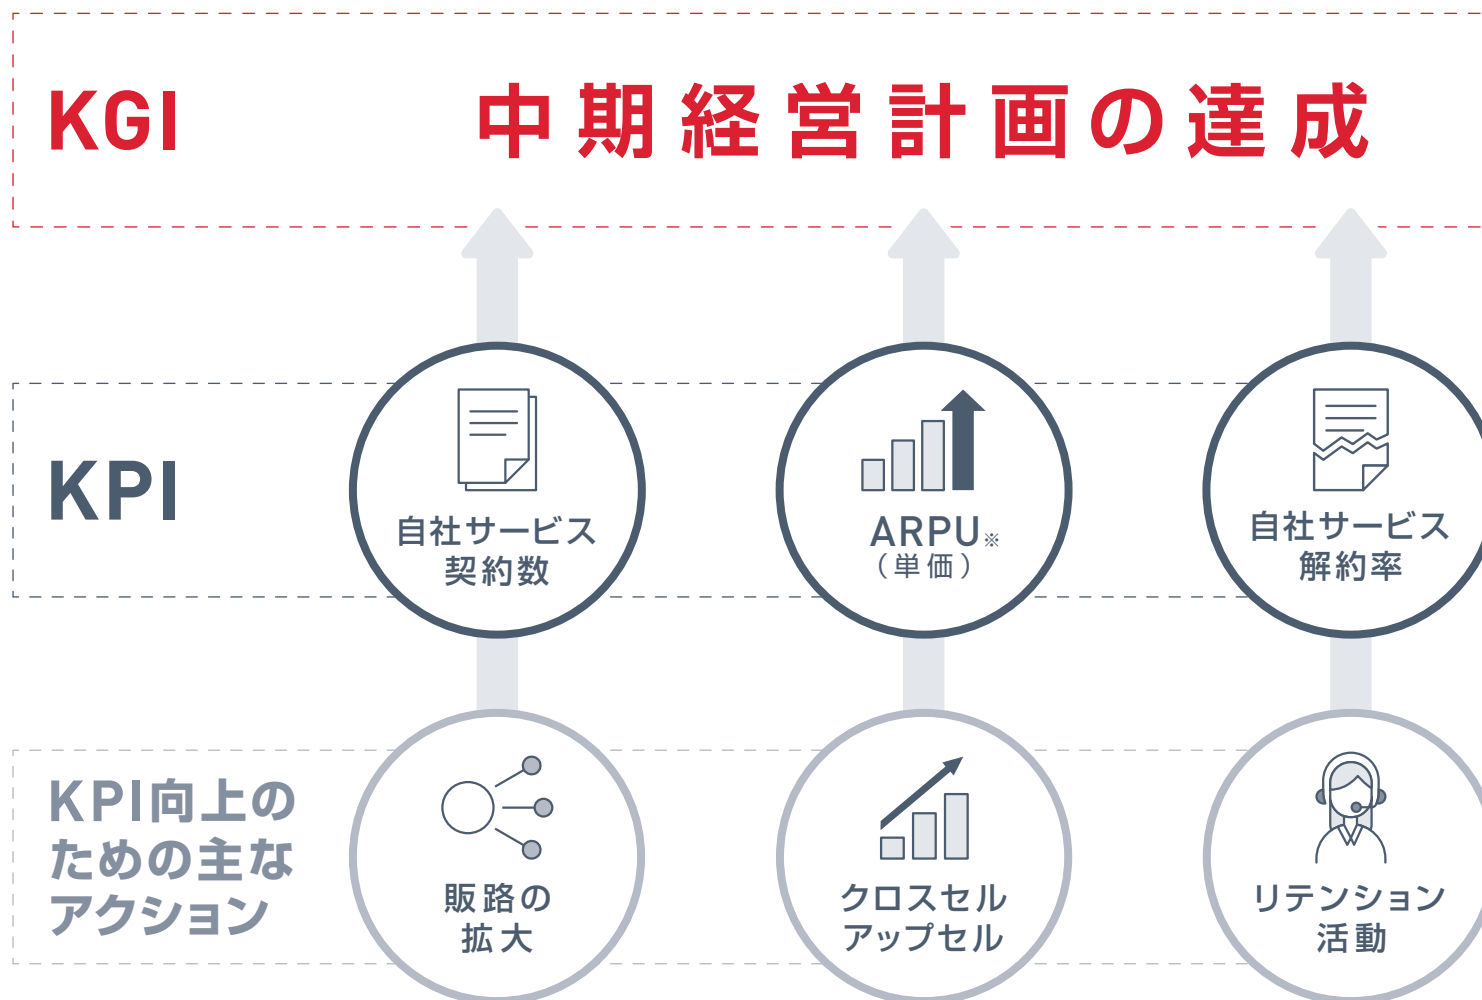 KGI
中期経営計画の達成
KPI
自社サービス
契約数
ARPU※
（単価）
自社サービス
解約率
KPI向上の
ための主な
アクション
販路の
拡大
クロスセル
アップセル
リテンション
活動